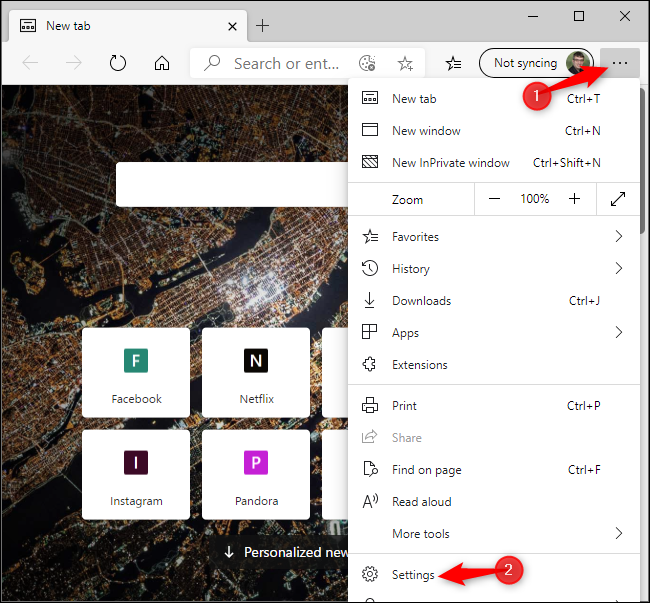 New tab
Search or ent...
Not syncing
1
New tab Ctrl+T
New window Ctrl+N
New InPrivate window Ctrl+Shift+N
Zoom 100%
Favorites
History
Downloads Ctrl+J
Apps
Extensions
Print Ctrl+P
Share
Find on page Ctrl+F
Read aloud
More tools
Settings 2
F
Facebook
N
Netflix
I
Instagram
P
Pandora
Personalized new